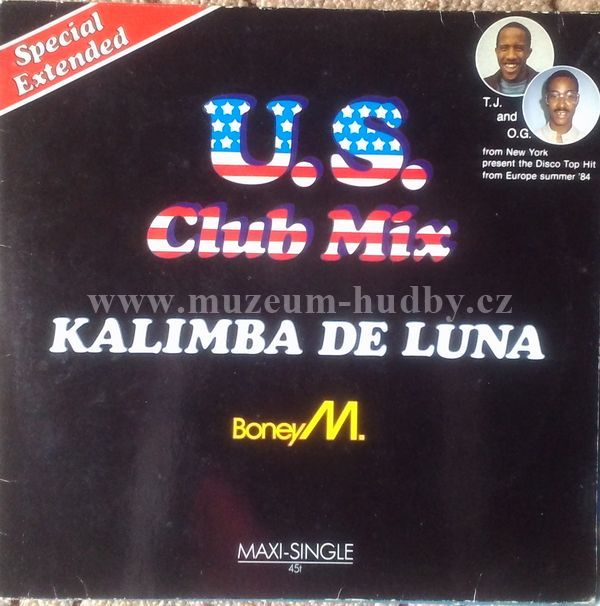 Special
Extended
T.J.
and
O.G.
from New York
present the Disco Top Hit
from Europe summer '84
U.S.
Club Mix
www.muzeum-hudby.cz
KALIMBA DE LUNA
Boney M.
MAXI-SINGLE
45t